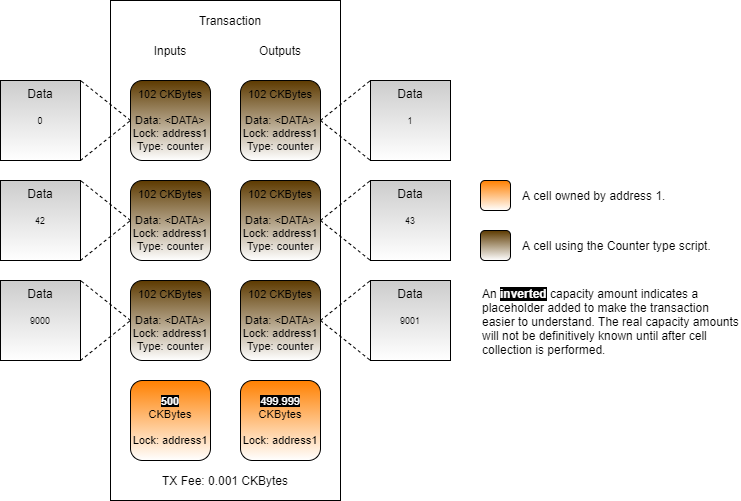 Transaction
Inputs
Outputs
Data
0
102 CKBytes
Data: <DATA>
Lock: address1
Type: counter
102 CKBytes
Data: <DATA>
Lock: address1
Type: counter
Data
1
Data
42
102 CKBytes
Data: <DATA>
Lock: address1
Type: counter
102 CKBytes
Data: <DATA>
Lock: address1
Type: counter
Data
43
Data
9000
102 CKBytes
Data: <DATA>
Lock: address1
Type: counter
102 CKBytes
Data: <DATA>
Lock: address1
Type: counter
Data
9001
500
CKBytes
Lock: address1
499.999
CKBytes
Lock: address1
TX Fee: 0.001 CKBytes
A cell owned by address 1.
A cell using the Counter type script.
An inverted capacity amount indicates a
placeholder added to make the transaction
easier to understand. The real capacity amounts
will not be definitively known until after cell
collection is performed.